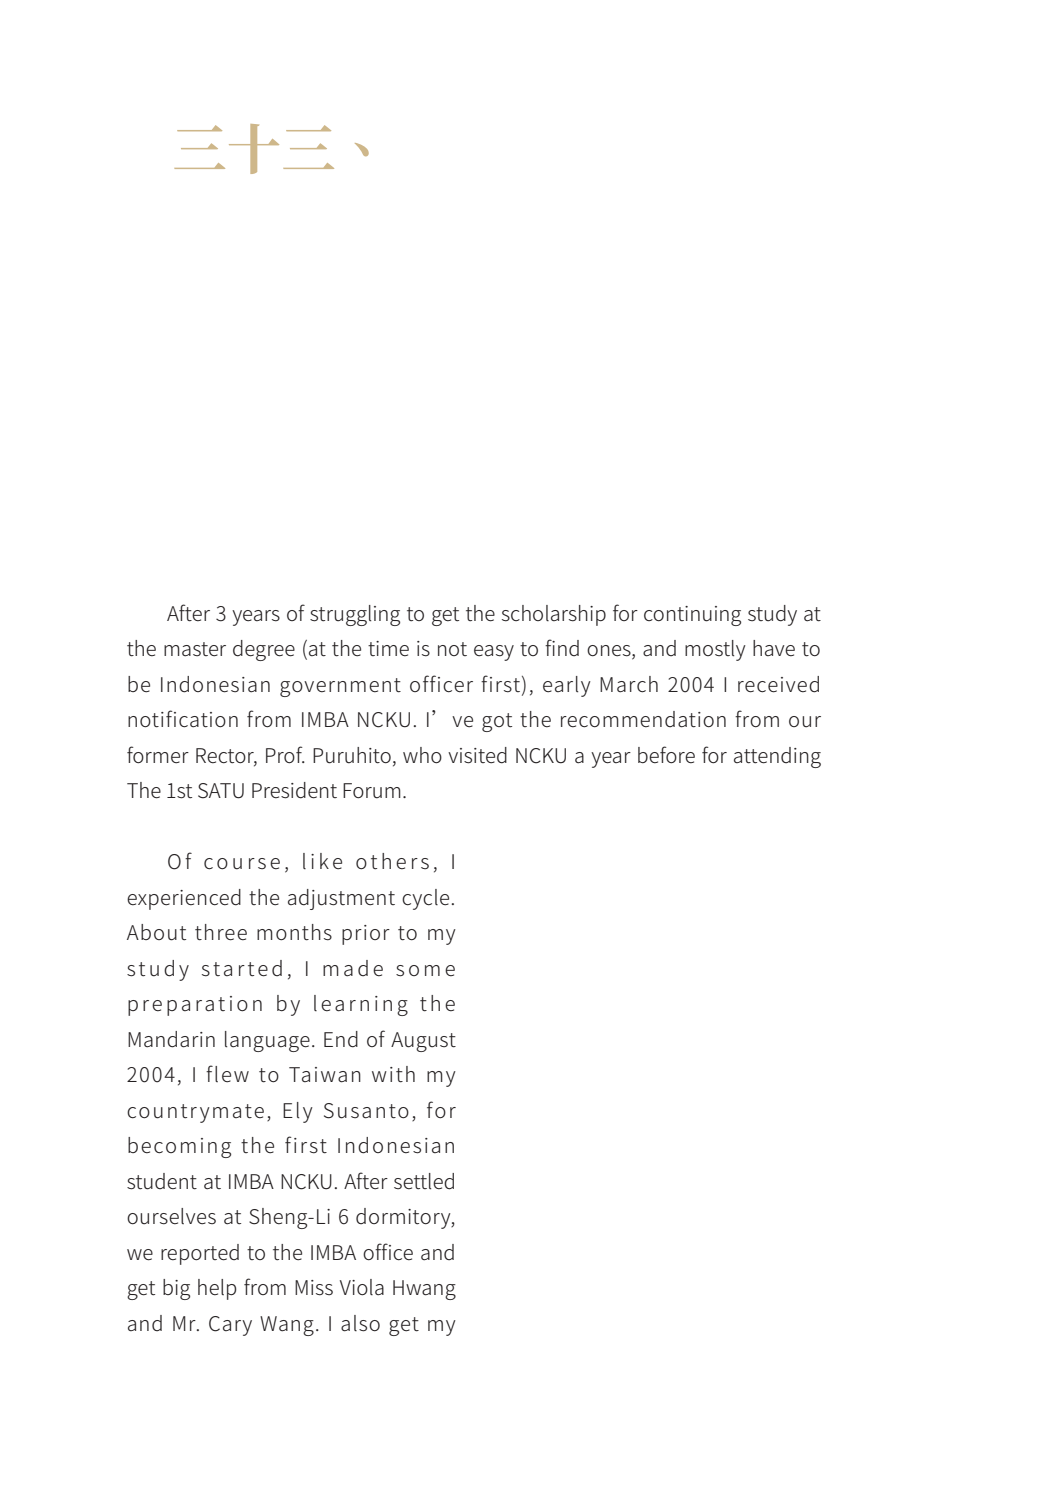 三十三、
After 3 years of struggling to get the scholarship for continuing study at
the master degree (at the time is not easy to find ones, and mostly have to
be Indonesian government officer first), early March 2004 I received
notification from IMBA NCKU. I’ve got the recommendation from our
former Rector, Prof. Puruhito, who visited NCKU a year before for attending
The 1st SATU President Forum.
Of course, like others, I
experienced the adjustment cycle.
About three months prior to my
study started, I made some
preparation by learning the
Mandarin language. End of August
2004, I flew to Taiwan with my
countrymate, Ely Susanto, for
becoming the first Indonesian
student at IMBA NCKU. After settled
ourselves at Sheng-Li 6 dormitory,
we reported to the IMBA office and
get big help from Miss Viola Hwang
and Mr. Cary Wang. I also get my